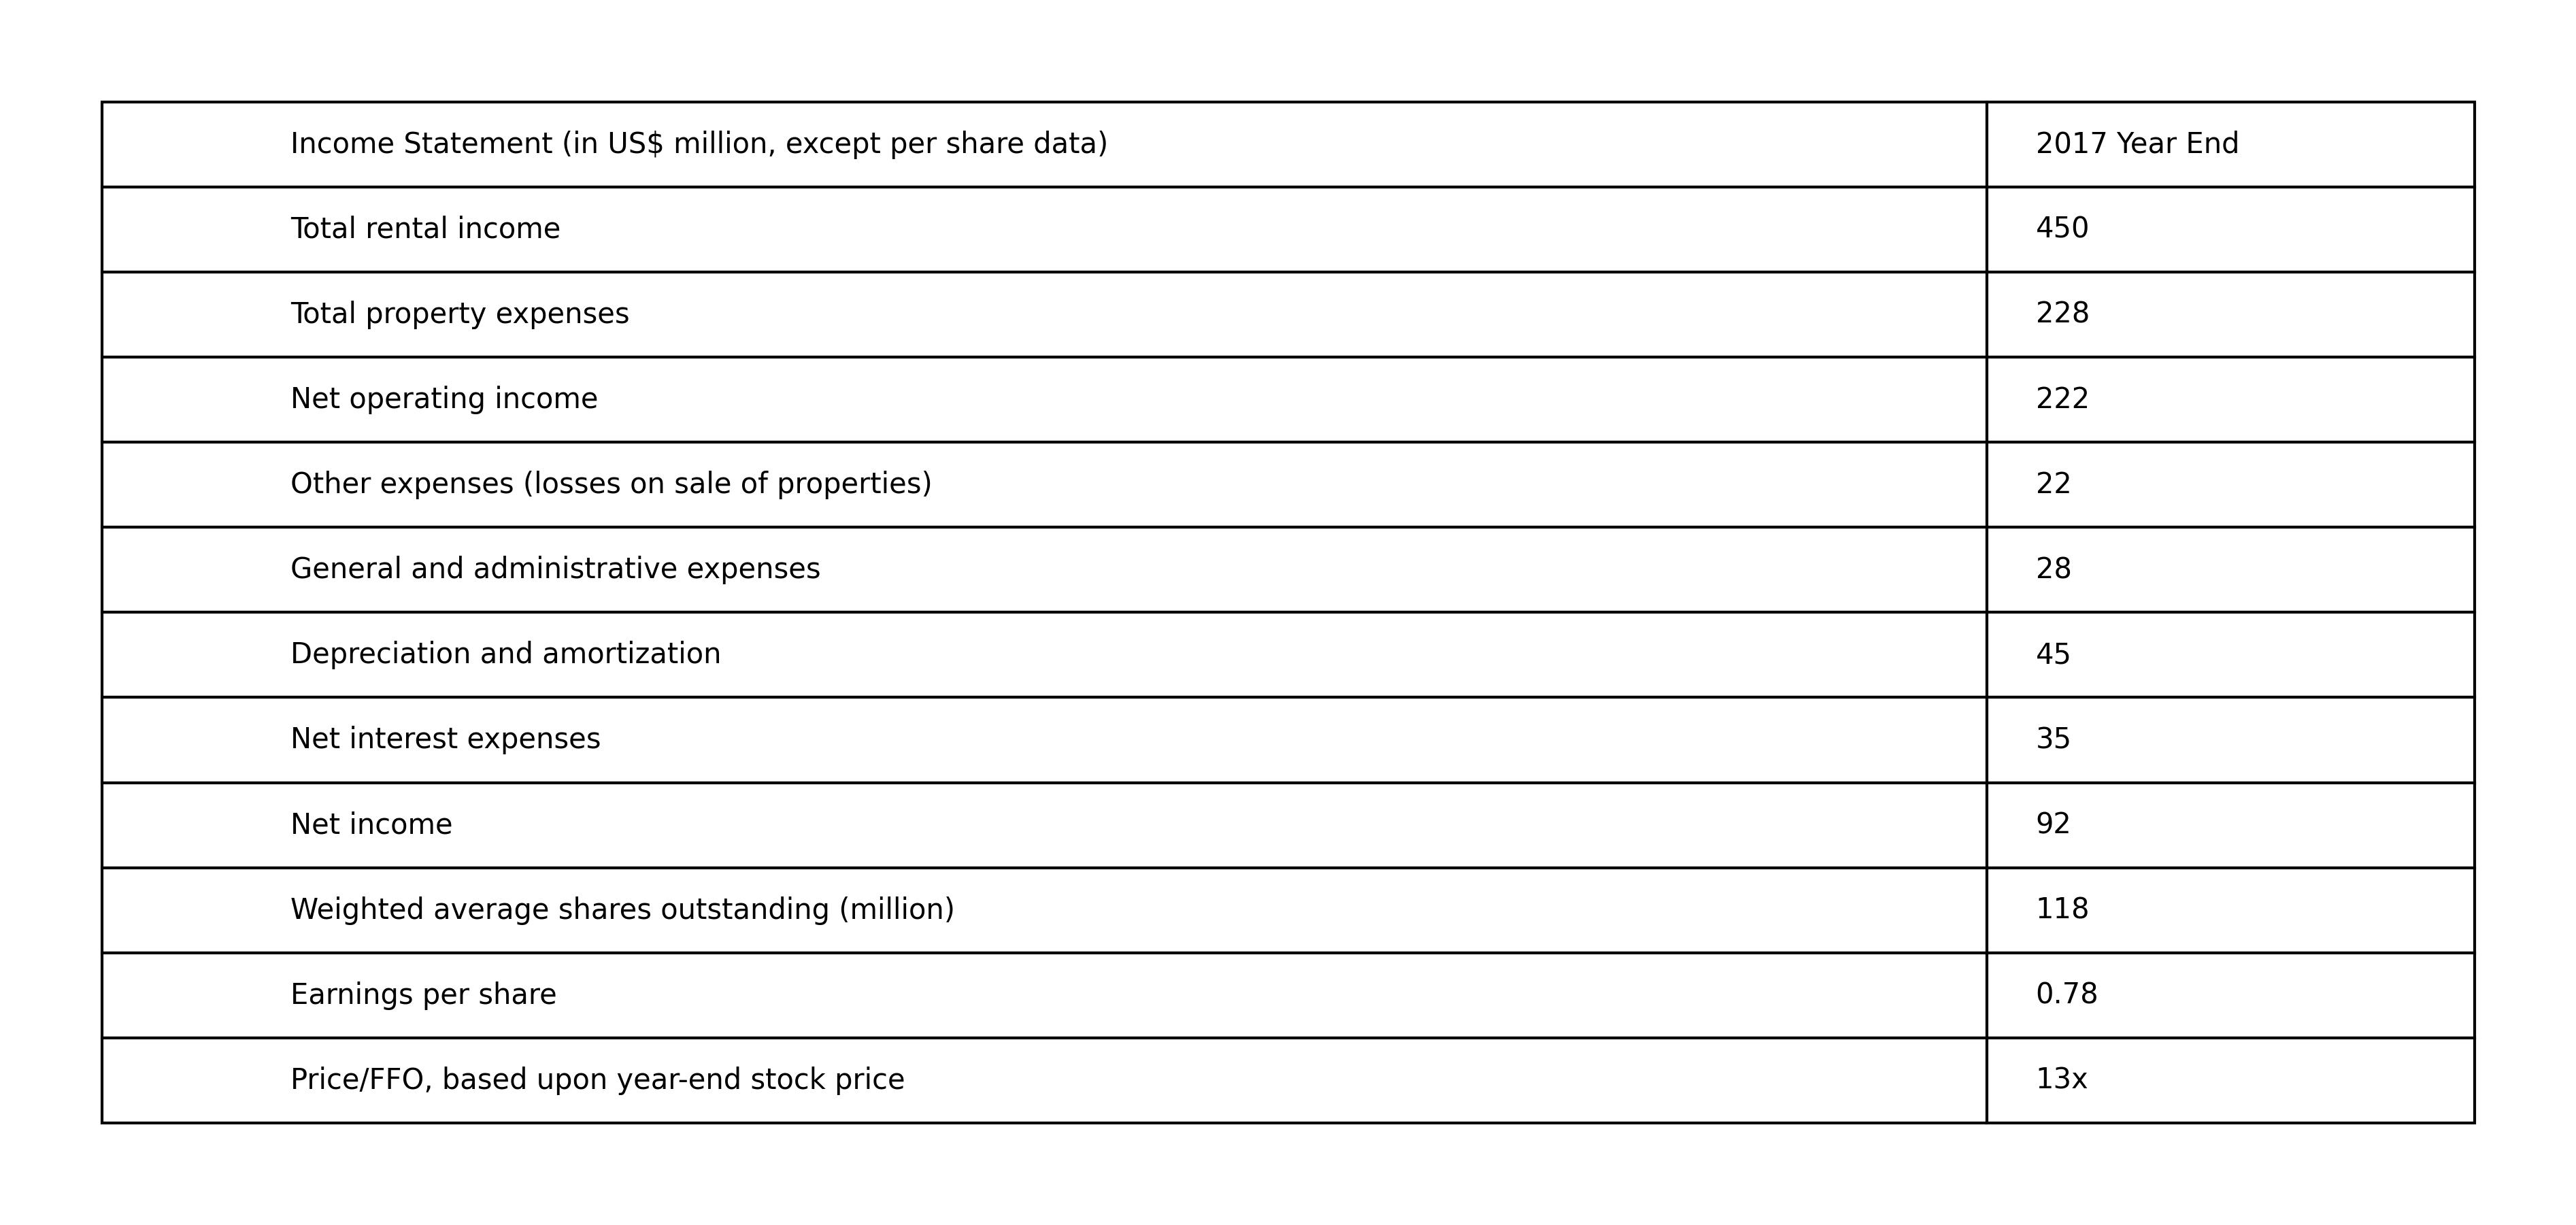 Income Statement (in US$ million, except per share data) 2017 Year End
Total rental income 450
Total property expenses 228
Net operating income 222
Other expenses (losses on sale of properties) 22
General and administrative expenses 28
Depreciation and amortization 45
Net interest expenses 35
Net income 92
Weighted average shares outstanding (million) 118
Earnings per share 0.78
Price/FFO, based upon year-end stock price 13x